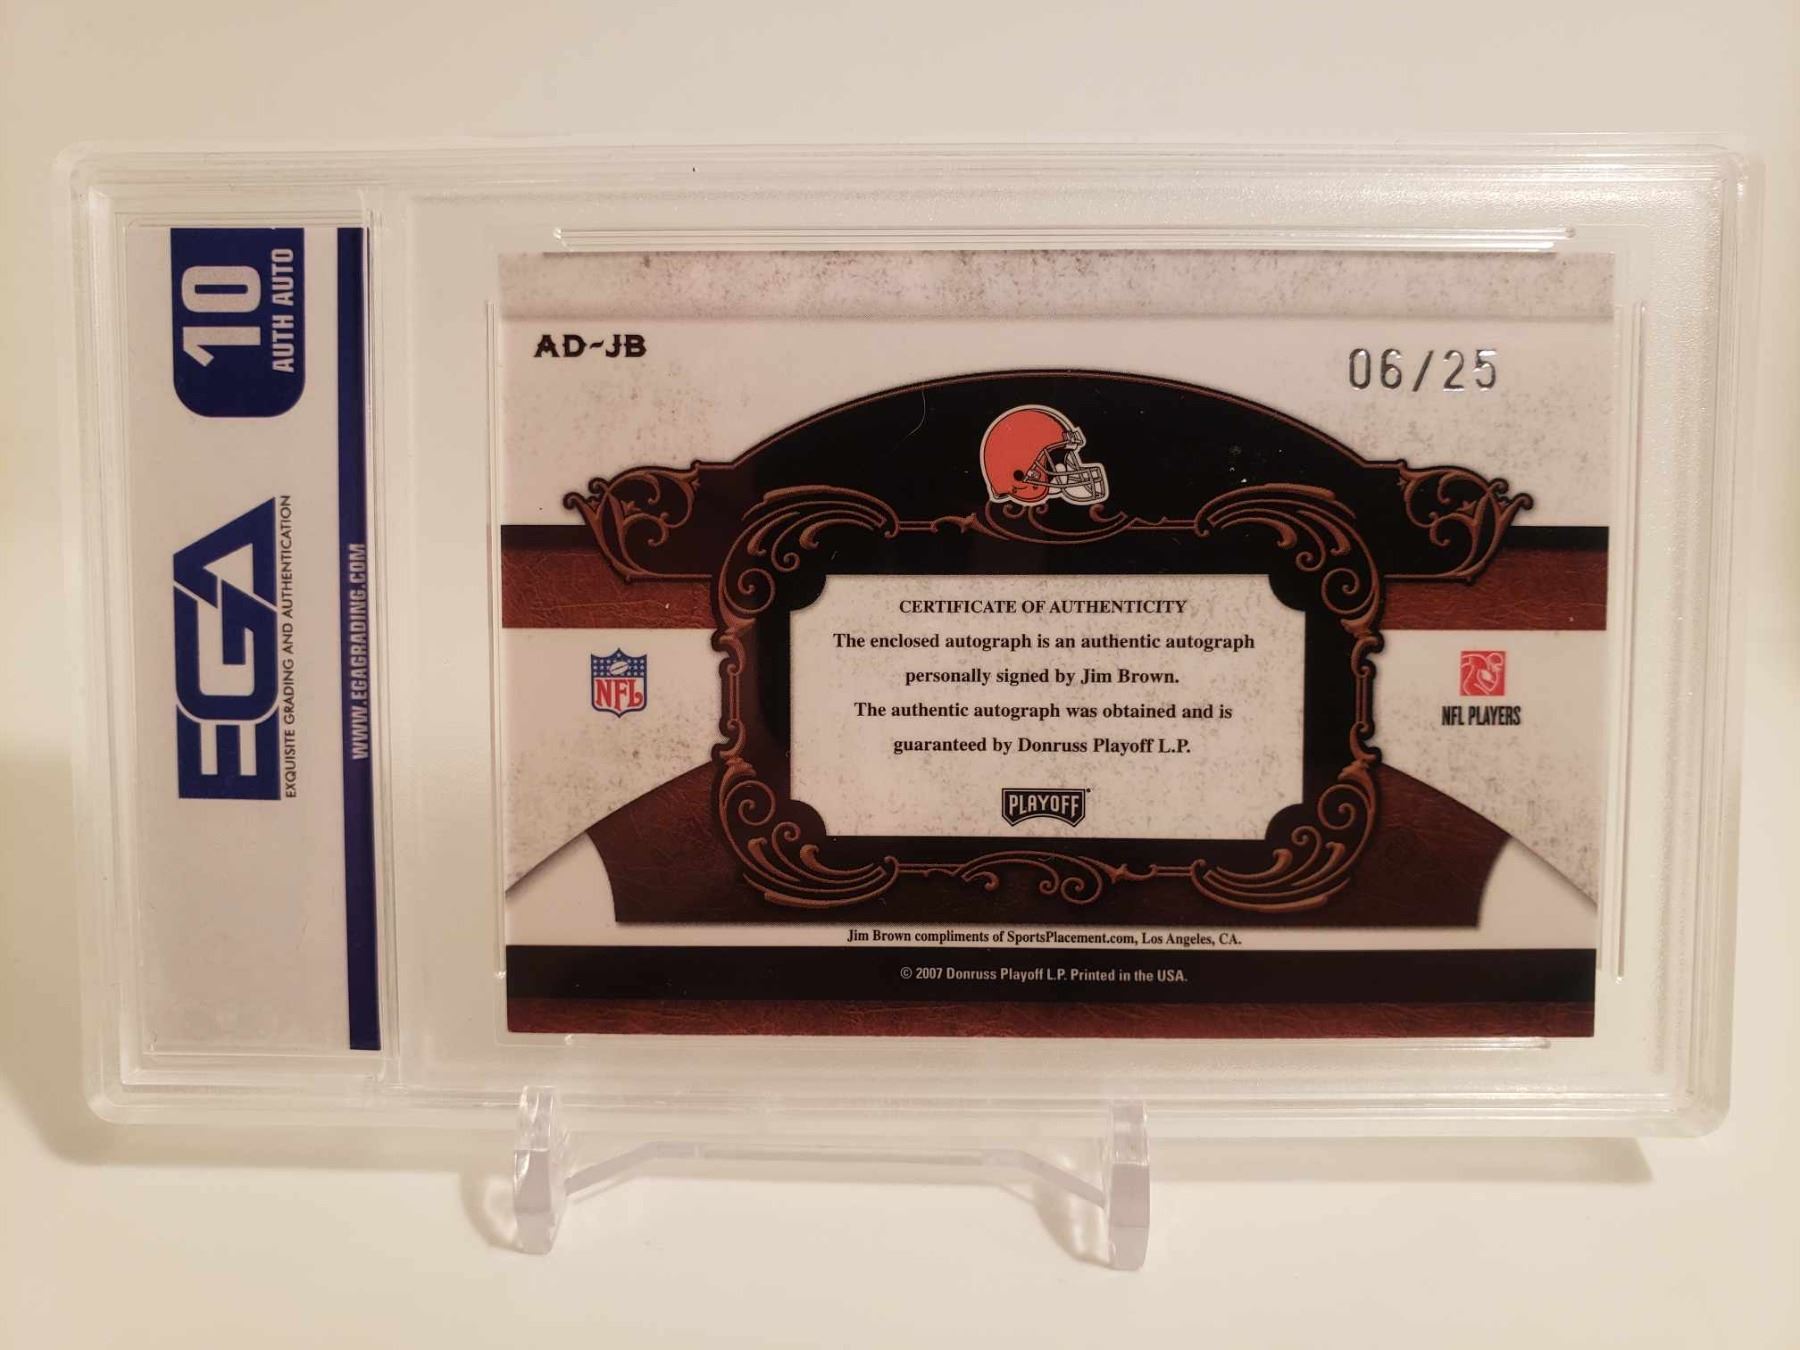 10
AUTH AUTO
EGA
EXQUISITE GRADING AND AUTHENTICATION
WWW.EGAGRADING.COM
AD~JB
06/25
CERTIFICATE OF AUTHENTICITY
The enclosed autograph is an authentic autograph
personally signed by Jim Brown.
The authentic autograph was obtained and is
guaranteed by Donruss Playoff L.P.
NFL
NFL PLAYERS
PLAYOFF
Jim Brown compliments of SportsPlacement.com, Los Angeles, CA.
© 2007 Donruss Playoff L.P. Printed in the USA.